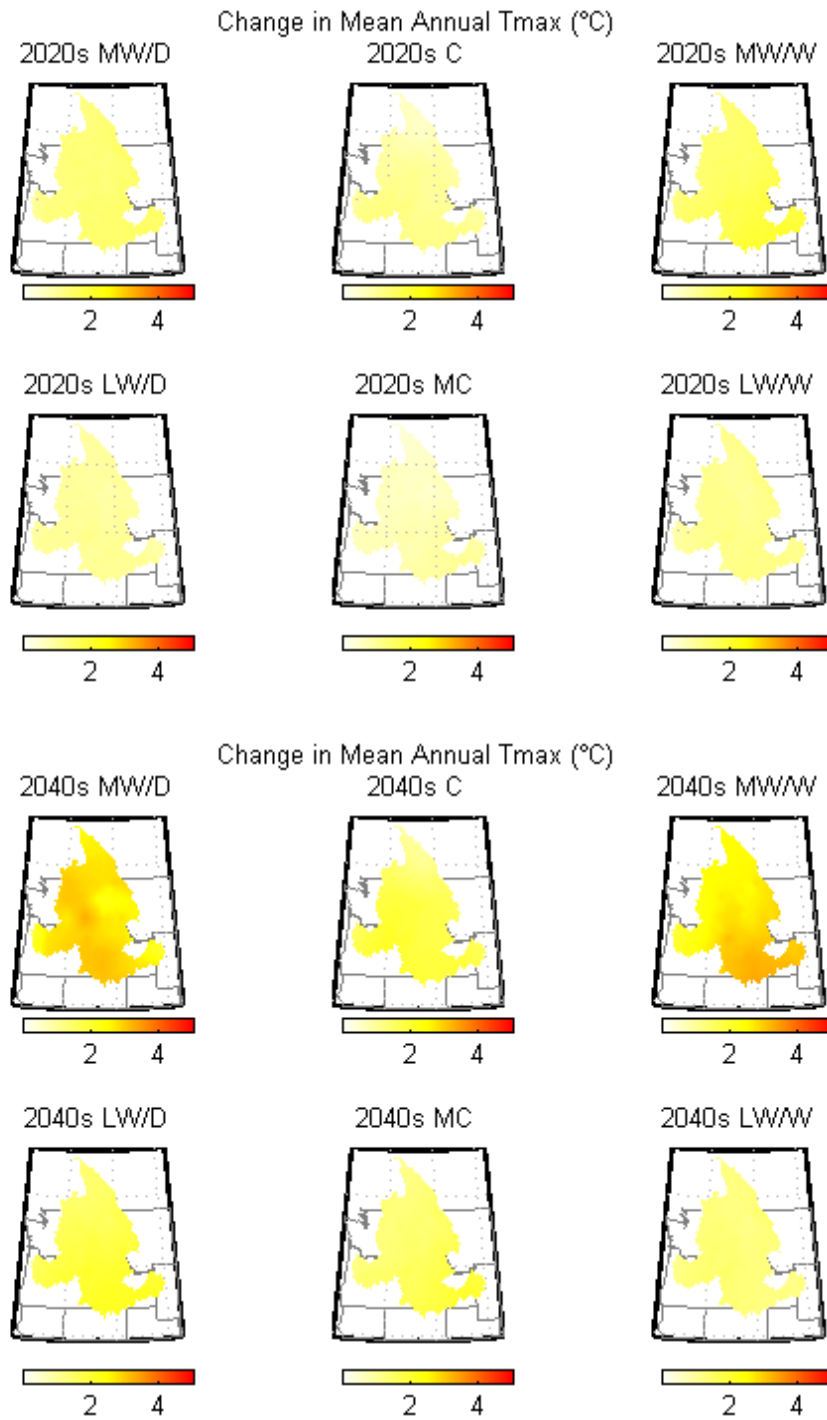 Change in Mean Annual Tmax (°C)
2020s MW/D 2020s C 2020s MW/W
2 4 2 4 2 4
2020s LW/D 2020s MC 2020s LW/W
2 4 2 4 2 4
Change in Mean Annual Tmax (°C)
2040s MW/D 2040s C 2040s MW/W
2 4 2 4 2 4
2040s LW/D 2040s MC 2040s LW/W
2 4 2 4 2 4